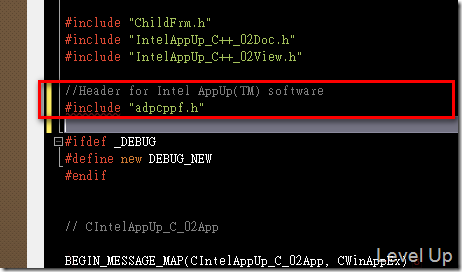 #include "ChildFrm.h"
#include "IntelAppUp_C++_02Doc.h"
#include "IntelAppUp_C++_02View.h"
//Header for Intel AppUp(TM) software
#include "adpcppf.h"
#ifdef _DEBUG
#define new DEBUG_NEW
#endif
// CIntelAppUp_C_02App
BEGIN_MESSAGE_MAP(CIntelAppUp_C_02App, CWinAppEx)
Level Up